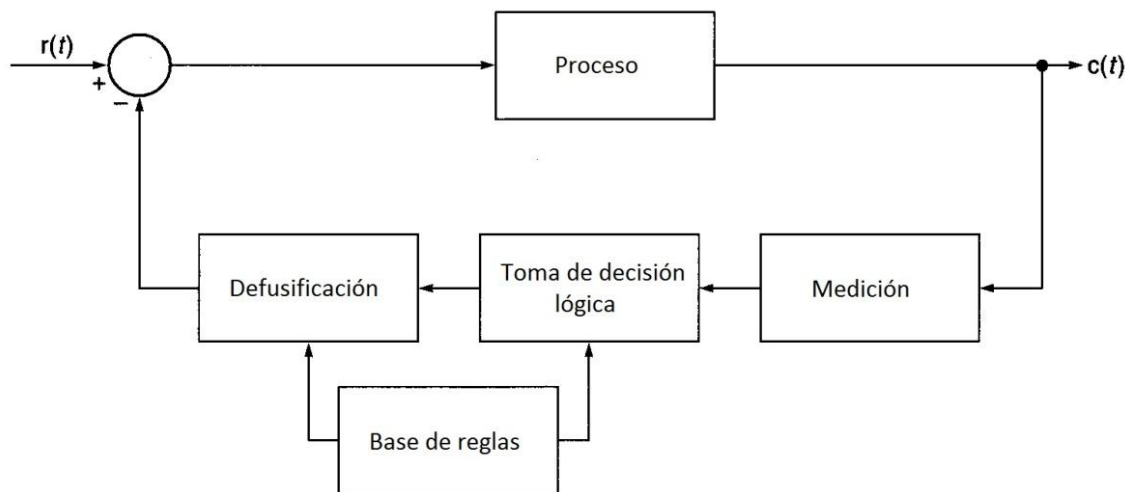 r(t)
+
−
Proceso
c(t)
Defusificación
Toma de decisión
lógica
Medición
Base de reglas